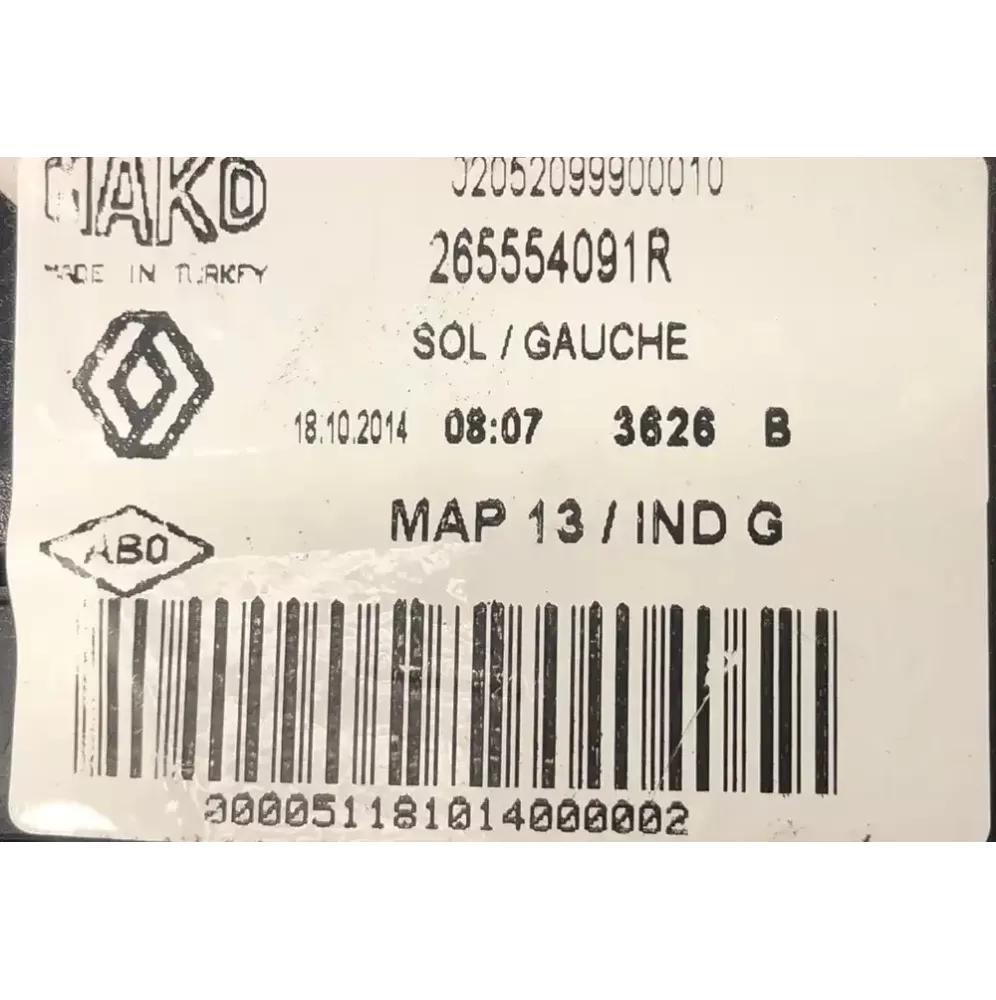 MAKO
02052099900010
MADE IN TURKEY
265554091R
SOL / GAUCHE
18.10.2014 08:07 3626 B
MAP 13 / IND G
ABO
000051181014000002